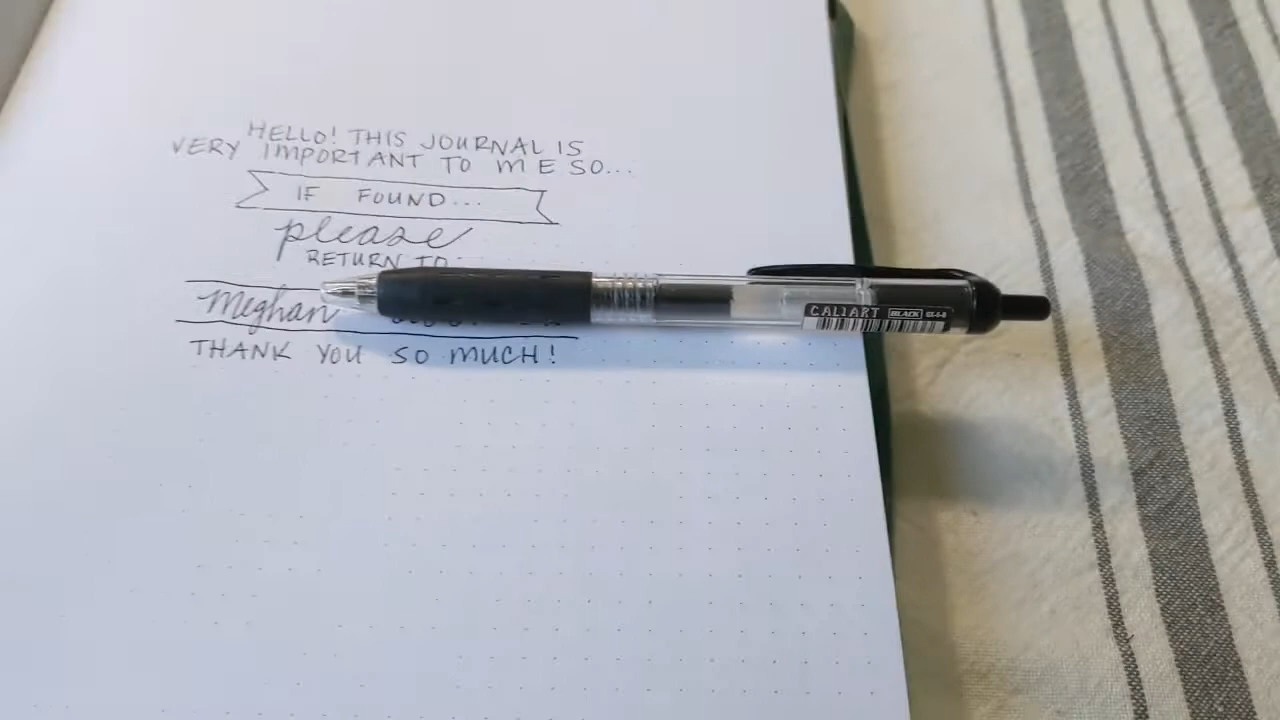 HELLO! THIS JOURNAL IS
VERY IMPORTANT TO ME SO...
IF FOUND...
please
RETURN TO
Meghan
THANK YOU SO MUCH!
CALIART BLACK